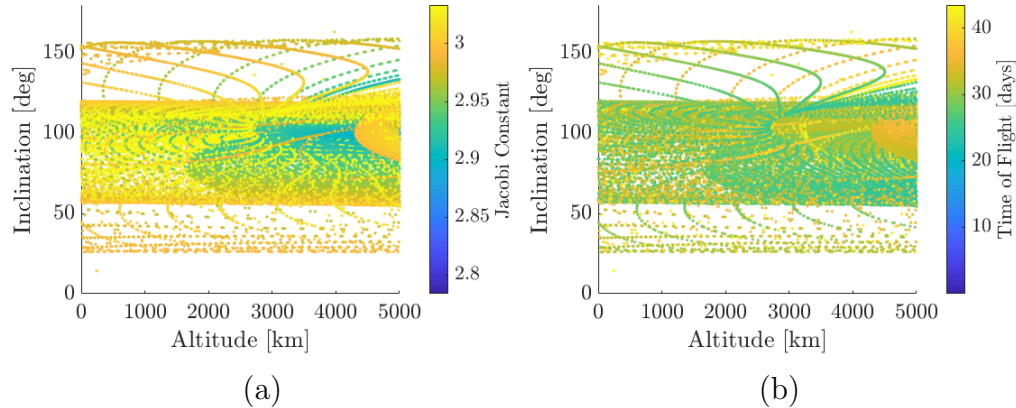 150
100
50
0
Inclination [deg]
0 1000 2000 3000 4000 5000
Altitude [km]
3
2.95
2.9
2.85
2.8
Jacobi Constant
(a)
150
100
50
0
Inclination [deg]
0 1000 2000 3000 4000 5000
Altitude [km]
40
30
20
10
Time of Flight [days]
(b)